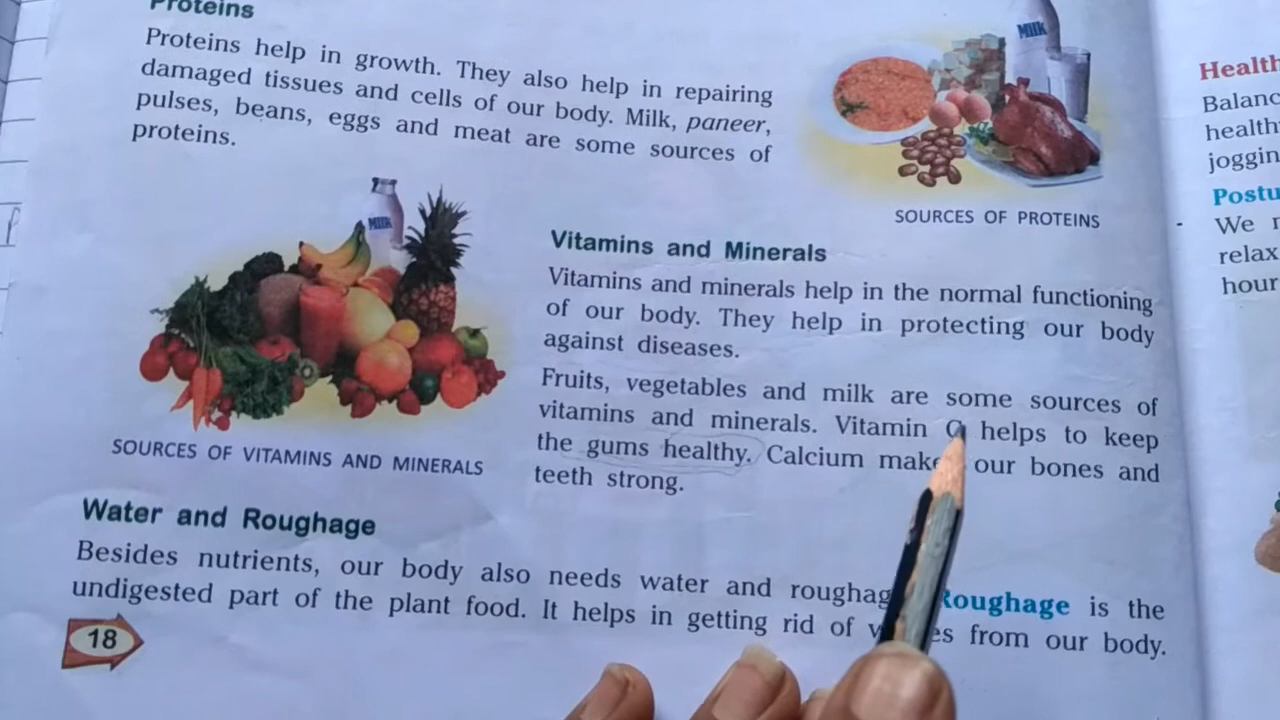 Proteins
Proteins help in growth. They also help in repairing
damaged tissues and cells of our body. Milk, paneer,
pulses, beans, eggs and meat are some sources of
proteins.
MILK
SOURCES OF PROTEINS
MILK
SOURCES OF VITAMINS AND MINERALS
Vitamins and Minerals
Vitamins and minerals help in the normal functioning
of our body. They help in protecting our body
against diseases.
Fruits, vegetables and milk are some sources of
vitamins and minerals. Vitamin C helps to keep
the gums healthy. Calcium makes our bones and
teeth strong.
Water and Roughage
Besides nutrients, our body also needs water and roughage. Roughage is the
undigested part of the plant food. It helps in getting rid of wastes from our body.
18
Health
Balanc
health
joggin
Postu
We
relax
hour